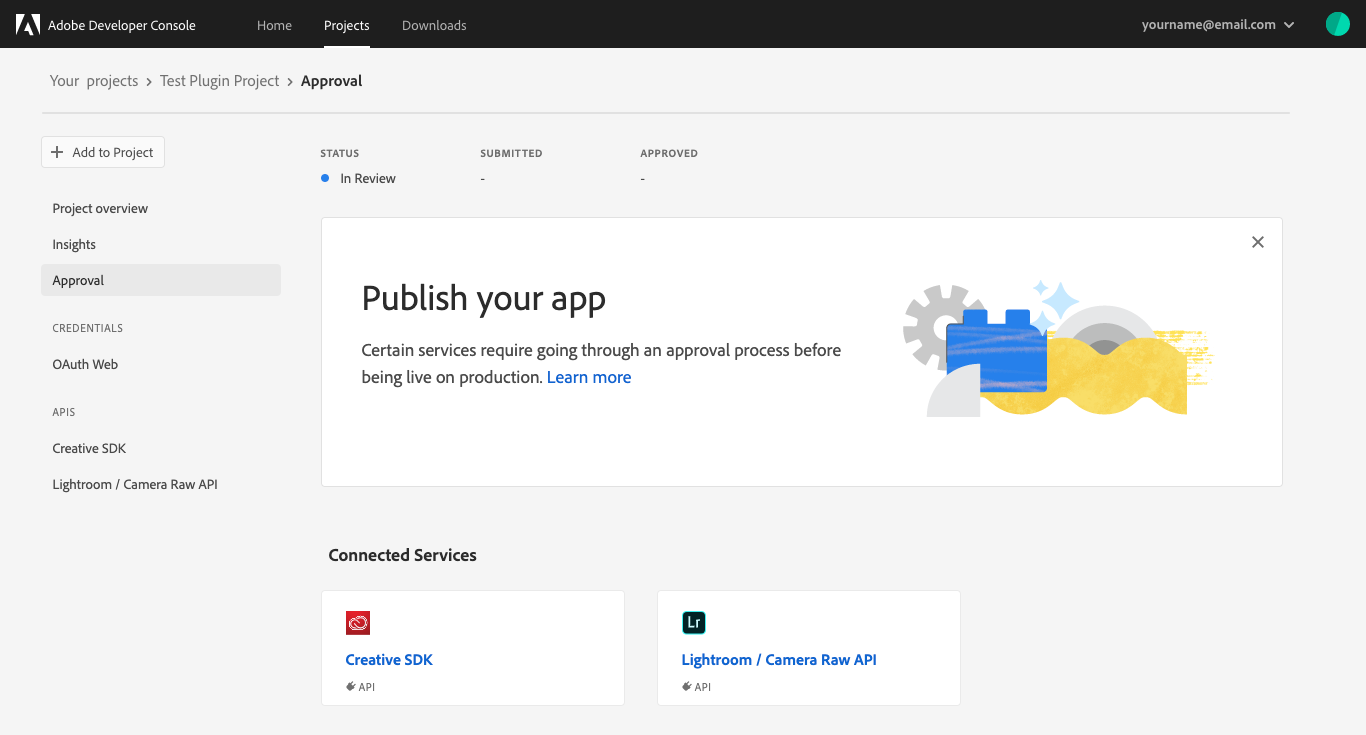 Adobe Developer Console
Home
Projects
Downloads
yourname@email.com
Your projects > Test Plugin Project > Approval
+ Add to Project
Project overview
Insights
Approval
CREDENTIALS
OAuth Web
APIS
Creative SDK
Lightroom / Camera Raw API
STATUS
SUBMITTED
APPROVED
In Review
-
-
Publish your app
Certain services require going through an approval process before
being live on production. Learn more
Connected Services
Creative SDK
API
Lr
Lightroom / Camera Raw API
API